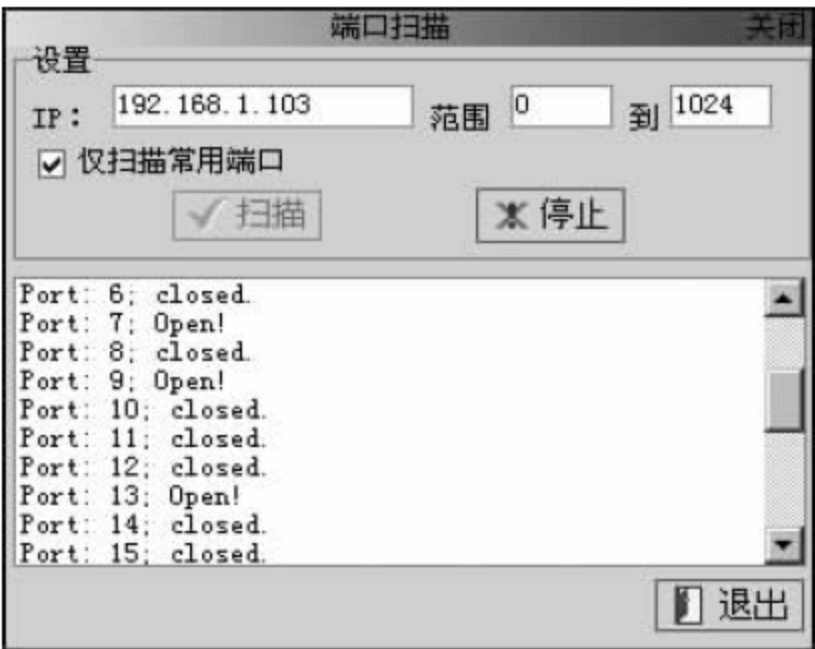 端口扫描 关闭
设置
IP: 192.168.1.103 范围 0 到 1024
仅扫描常用端口
扫描 停止
Port: 6; closed.
Port: 7; Open!
Port: 8; closed.
Port: 9; Open!
Port: 10; closed.
Port: 11; closed.
Port: 12; closed.
Port: 13; Open!
Port: 14; closed.
Port: 15; closed.
退出